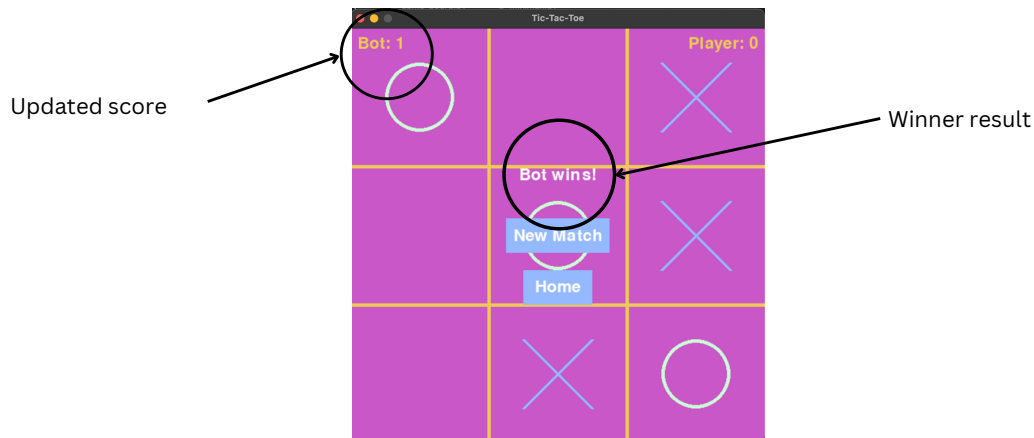 Tic-Tac-Toe
Bot: 1
Player: 0
Updated score
Winner result
Bot wins!
New Match
Home